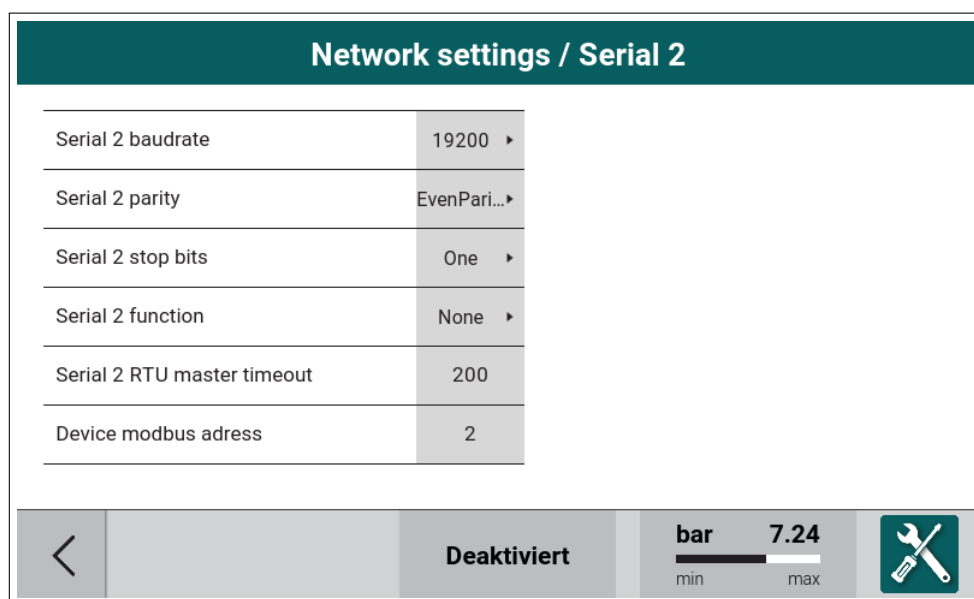 Network settings / Serial 2
Serial 2 baudrate 19200
Serial 2 parity EvenPari...
Serial 2 stop bits One
Serial 2 function None
Serial 2 RTU master timeout 200
Device modbus adress 2
Deaktiviert
bar 7.24
min max